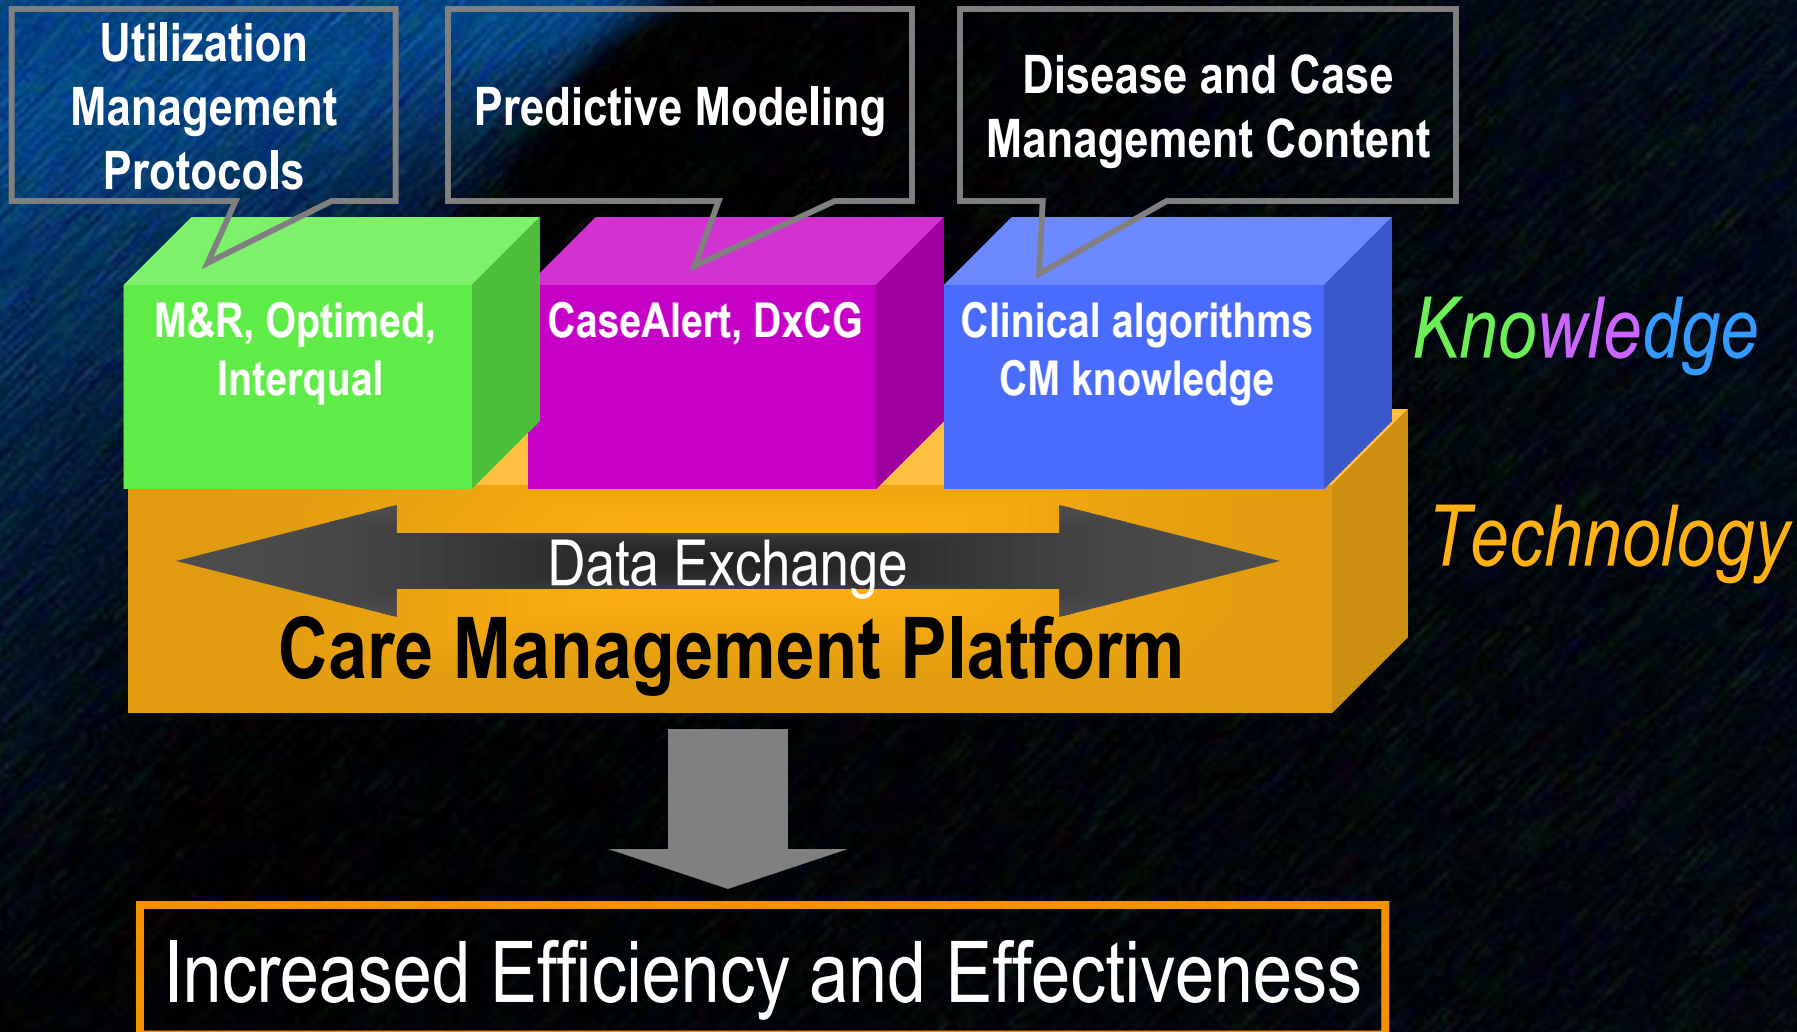 Utilization
Management
Protocols
Predictive Modeling
Disease and Case
Management Content
M&R, Optimed,
Interqual
CaseAlert, DxCG
Clinical algorithms
CM knowledge
Knowledge
Technology
Data Exchange
Care Management Platform
Increased Efficiency and Effectiveness